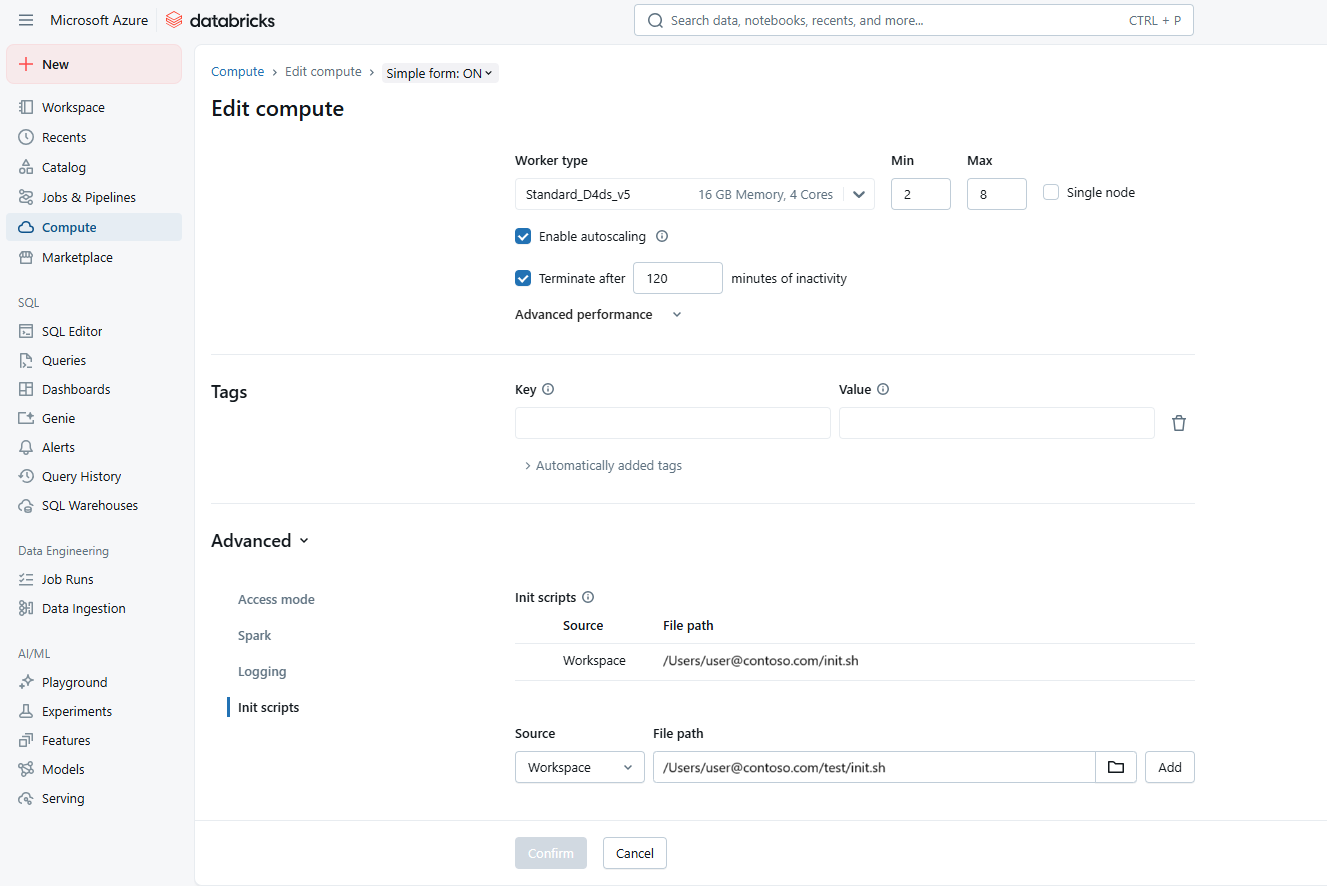 Microsoft Azure databricks
Search data, notebooks, recents, and more... CTRL + P
New
Workspace
Recents
Catalog
Jobs & Pipelines
Compute
Marketplace
SQL
SQL Editor
Queries
Dashboards
Genie
Alerts
Query History
SQL Warehouses
Data Engineering
Job Runs
Data Ingestion
AI/ML
Playground
Experiments
Features
Models
Serving
Compute > Edit compute > Simple form: ON
Edit compute
Worker type Min Max
Standard_D4ds_v5 16 GB Memory, 4 Cores 2 8 Single node
Enable autoscaling
Terminate after 120 minutes of inactivity
Advanced performance
Tags
Key Value
Automatically added tags
Advanced
Access mode
Spark
Logging
Init scripts
Init scripts
Source File path
Workspace /Users/user@contoso.com/init.sh
Source File path
Workspace /Users/user@contoso.com/test/init.sh Add
Confirm Cancel